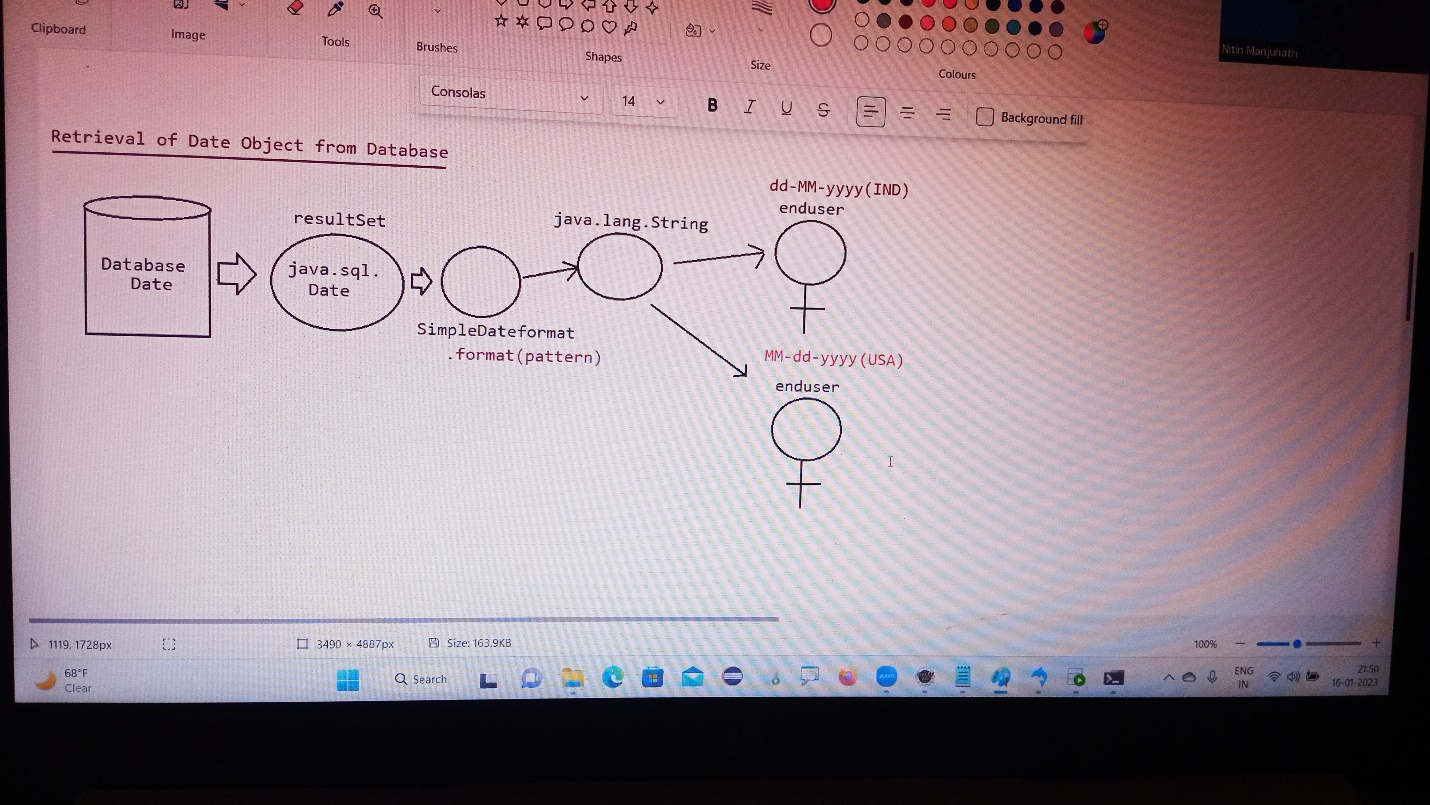 Clipboard
Image
Tools
Brushes
Shapes
Size
Colours
Nitin Manjunath
Consolas
14
B I U S
Background fill
Retrieval of Date Object from Database
Database
Date
resultSet
java.sql.
Date
SimpleDateformat
.format(pattern)
java.lang.String
dd-MM-yyyy(IND)
enduser
MM-dd-yyyy(USA)
enduser
1119, 1728px
3490 × 4887px
Size: 163.9KB
100%
68°F
Clear
Search
ENG
IN
21:50
16-01-2023